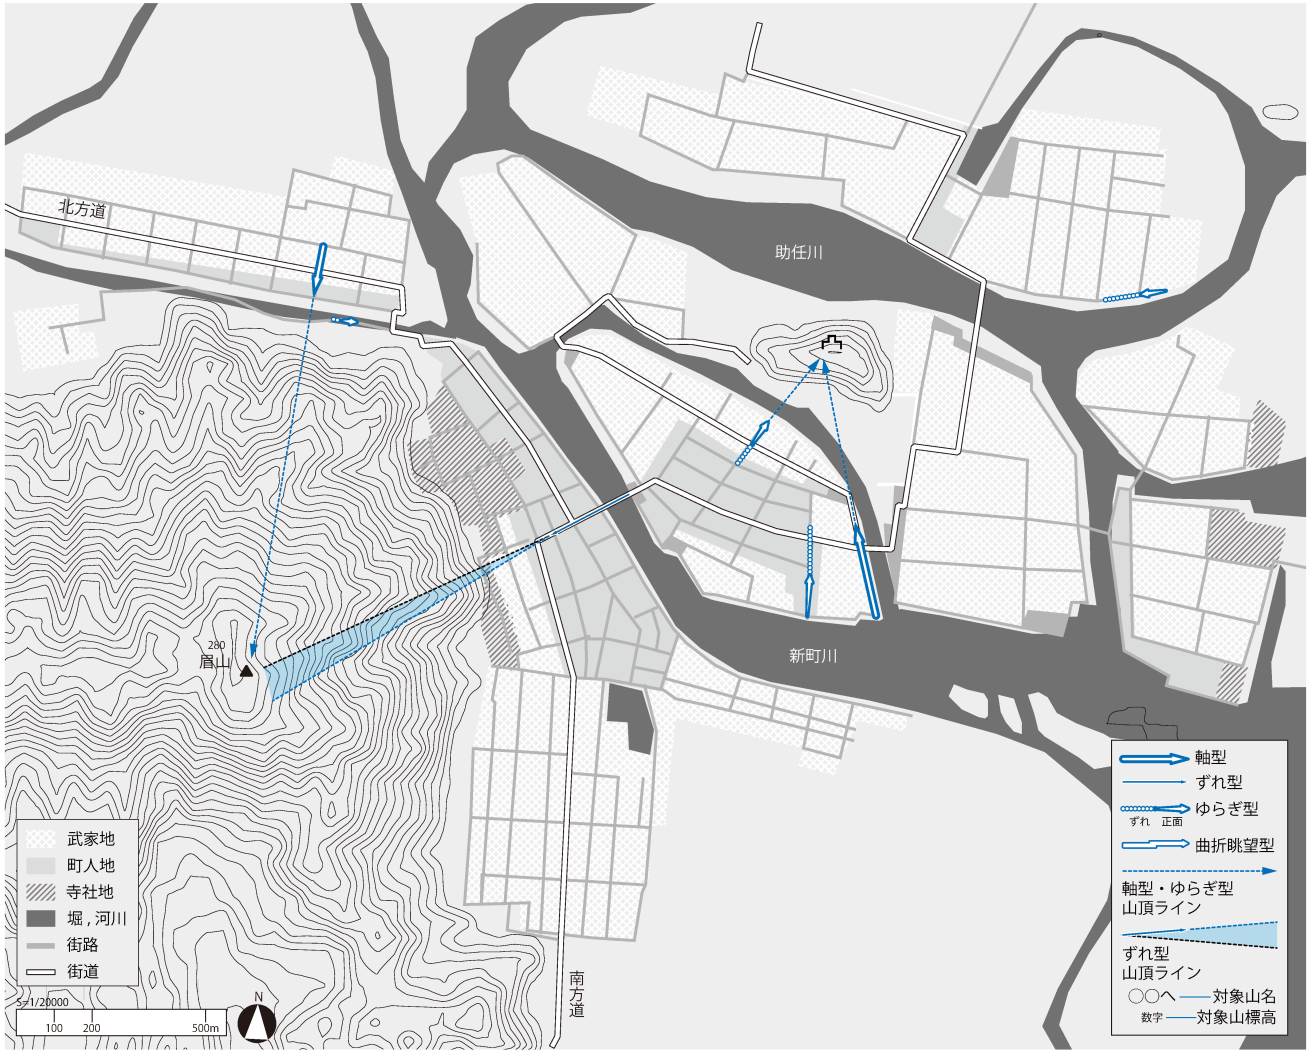 北方道
助任川
280
眉山
新町川
南方道
武家地
町人地
寺社地
堀 , 河川
街路
街道
S=1/20000
100 200 500m
N
軸型
ずれ型
ゆらぎ型
ずれ 正面
曲折眺望型
軸型・ゆらぎ型
山頂ライン
ずれ型
山頂ライン
○○へ 対象山名
数字 対象山標高